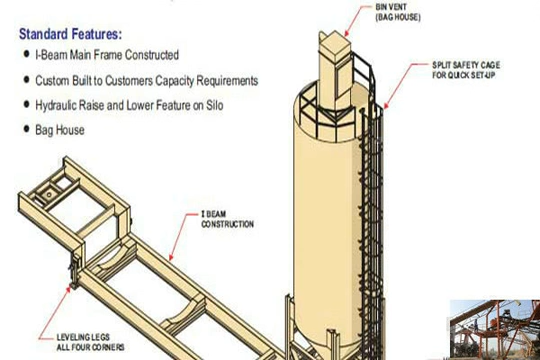 BIN VENT
(BAG HOUSE)
Standard Features:
I-Beam Main Frame Constructed
Custom Built to Customers Capacity Requirements
Hydraulic Raise and Lower Feature on Silo
Bag House
SPLIT SAFETY CAGE
FOR QUICK SET-UP
I BEAM
CONSTRUCTION
LEVELING LEGS
ALL FOUR CORNERS